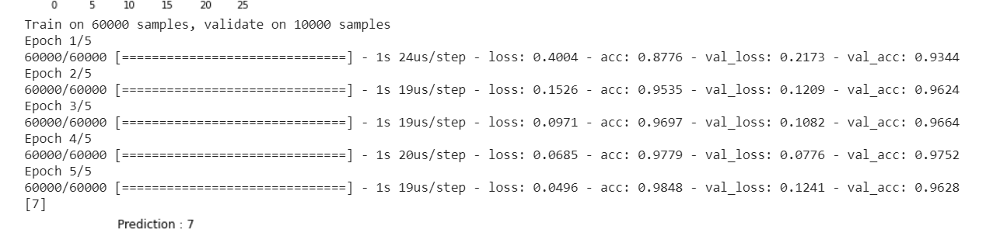 0 5 10 15 20 25
Train on 60000 samples, validate on 10000 samples
Epoch 1/5
60000/60000 [==============================] - 1s 24us/step - loss: 0.4004 - acc: 0.8776 - val_loss: 0.2173 - val_acc: 0.9344
Epoch 2/5
60000/60000 [==============================] - 1s 19us/step - loss: 0.1526 - acc: 0.9535 - val_loss: 0.1209 - val_acc: 0.9624
Epoch 3/5
60000/60000 [==============================] - 1s 19us/step - loss: 0.0971 - acc: 0.9697 - val_loss: 0.1082 - val_acc: 0.9664
Epoch 4/5
60000/60000 [==============================] - 1s 20us/step - loss: 0.0685 - acc: 0.9779 - val_loss: 0.0776 - val_acc: 0.9752
Epoch 5/5
60000/60000 [==============================] - 1s 19us/step - loss: 0.0496 - acc: 0.9848 - val_loss: 0.1241 - val_acc: 0.9628
[7]
Prediction : 7